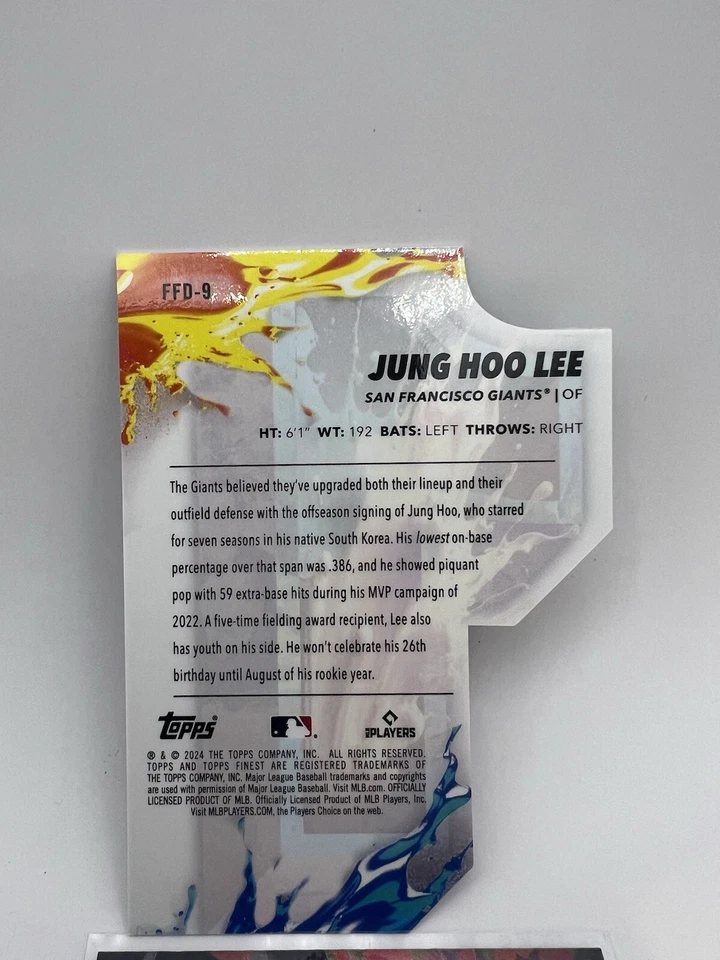 FFD-9
JUNG HOO LEE
SAN FRANCISCO GIANTS® | OF
HT: 6'1" WT: 192 BATS: LEFT THROWS: RIGHT
The Giants believed they've upgraded both their lineup and their
outfield defense with the offseason signing of Jung Hoo, who starred
for seven seasons in his native South Korea. His lowest on-base
percentage over that span was .386, and he showed piquant
pop with 59 extra-base hits during his MVP campaign of
2022. A five-time fielding award recipient, Lee also
has youth on his side. He won't celebrate his 26th
birthday until August of his rookie year.
Topps® PLAYERS
® & © 2024 THE TOPPS COMPANY, INC. ALL RIGHTS RESERVED.
TOPPS AND TOPPS FINEST ARE REGISTERED TRADEMARKS OF
THE TOPPS COMPANY, INC. Major League Baseball trademarks and copyrights
are used with permission of Major League Baseball. Visit MLB.com. OFFICIALLY
LICENSED PRODUCT OF MLB. Officially Licensed Product of MLB Players, Inc.
Visit MLBPLAYERS.COM, the Players Choice on the web.